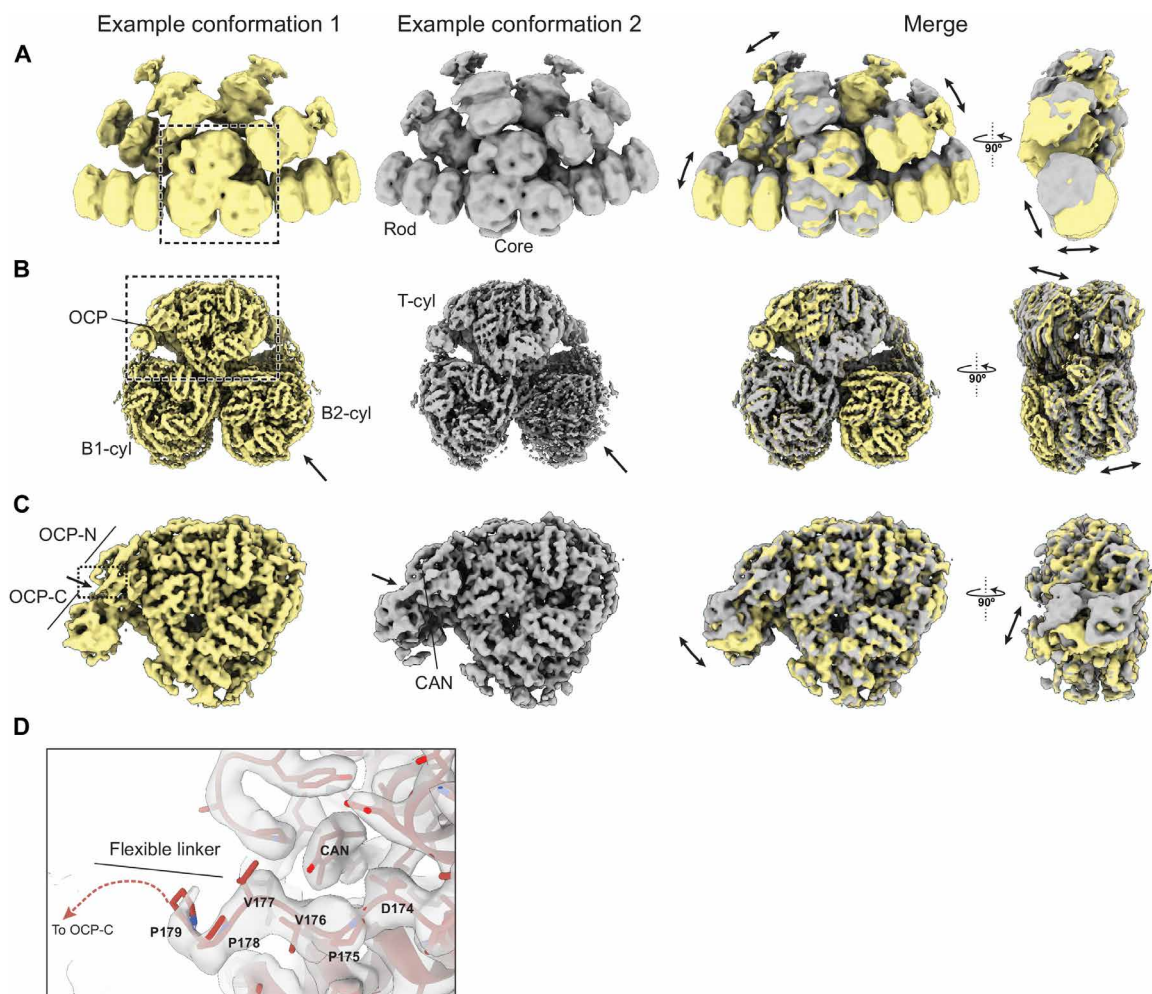 Example conformation 1
Example conformation 2
Merge
A
Rod
Core
90°
B
OCP
T-cyl
B1-cyl
B2-cyl
90°
C
OCP-N
OCP-C
CAN
90°
D
Flexible linker
CAN
V177
V176
D174
To OCP-C
P179
P178
P175